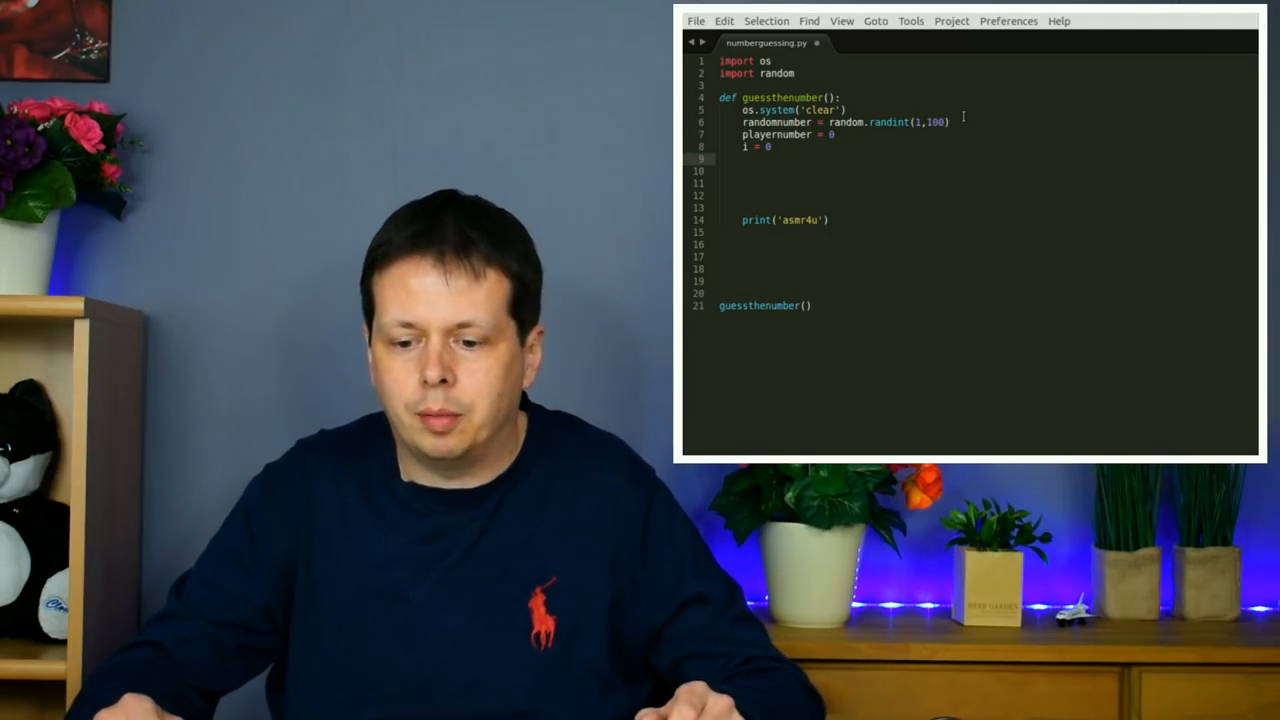 File Edit Selection Find View Goto Tools Project Preferences Help
numberguessing.py
1 import os
2 import random
3
4 def guessthenumber():
5 os.system('clear')
6 randomnumber = random.randint(1,100)
7 playernumber = 0
8 i = 0
9
10
11
12
13
14 print('asmr4u')
15
16
17
18
19
20
21 guessthenumber()
HERB GARDEN